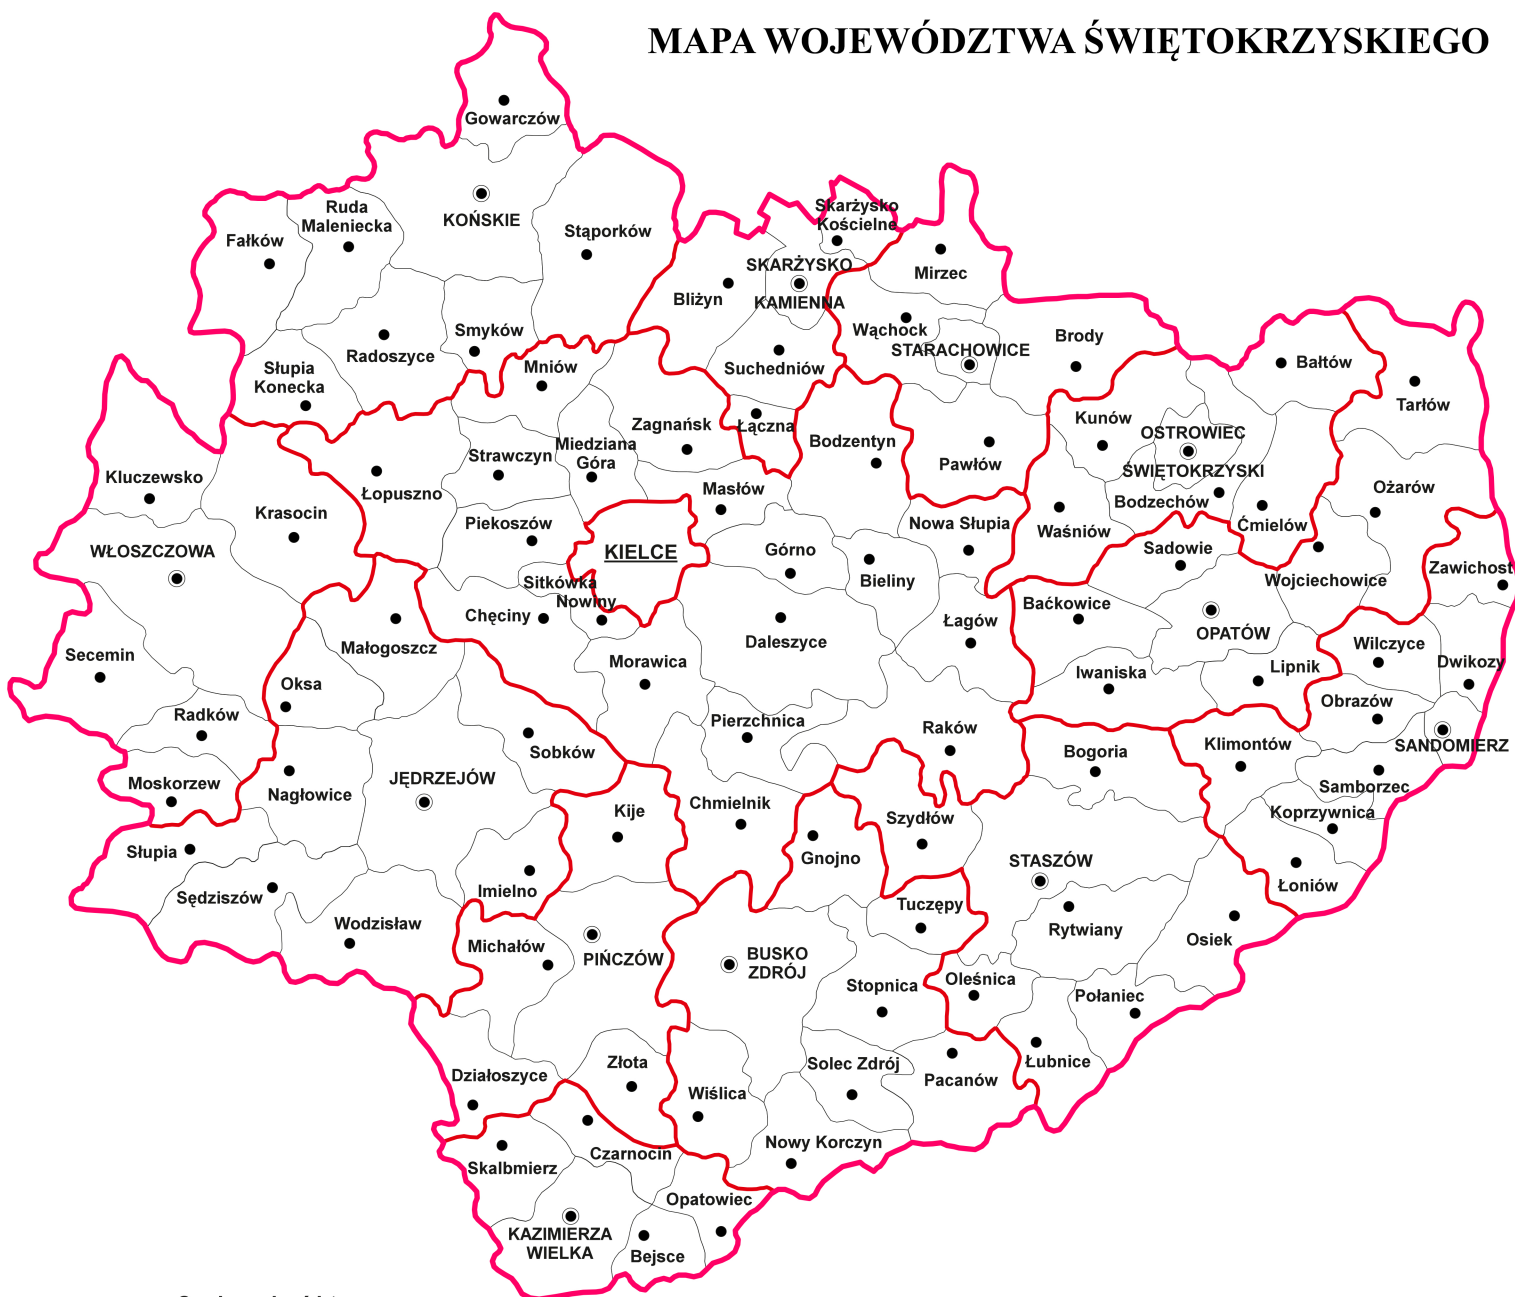 MAPA WOJEWÓDZTWA ŚWIĘTOKRZYSKIEGO
Gowarczów
Ruda
Maleniecka
KOŃSKIE
Fałków
Stąporków
Skarżysko
Kościelne
SKARŻYSKO
KAMIENNA
Mirzec
Bliżyn
Smyków
Radoszyce
Wąchock
STARACHOWICE
Brody
Bałtów
Słupia
Konecka
Mniów
Suchedniów
Tarłów
Kunów
Zagnańsk
Łączna
Bodzentyn
OSTROWIEC
ŚWIĘTOKRZYSKI
Miedziana
Góra
Strawczyn
Pawłów
Kluczewsko
Łopuszno
Masłów
Bodzechów
Ożarów
Krasocin
Piekoszów
Nowa Słupia
Waśniów
Ćmielów
WŁOSZCZOWA
KIELCE
Górno
Bieliny
Sadowie
Wojciechowice
Zawichost
Sitkówka
Nowiny
Chęciny
Baćkowice
Łagów
OPATÓW
Małogoszcz
Daleszyce
Wilczyce
Secemin
Morawica
Iwaniska
Lipnik
Dwikozy
Oksa
Obrazów
Radków
Pierzchnica
Raków
Sobków
Bogoria
Klimontów
SANDOMIERZ
JĘDRZEJÓW
Moskorzew
Nagłowice
Samborzec
Kije
Chmielnik
Koprzywnica
Szydłów
Słupia
Gnojno
STASZÓW
Imielno
Łoniów
Sędziszów
Tuczępy
Wodzisław
Rytwiany
Osiek
Michałów
PIŃCZÓW
BUSKO
ZDRÓJ
Stopnica
Oleśnica
Połaniec
Działoszyce
Złota
Solec Zdrój
Pacanów
Łubnice
Wiślica
Czarnocin
Nowy Korczyn
Skalbmierz
Opatowiec
KAZIMIERZA
WIELKA
Bejsce